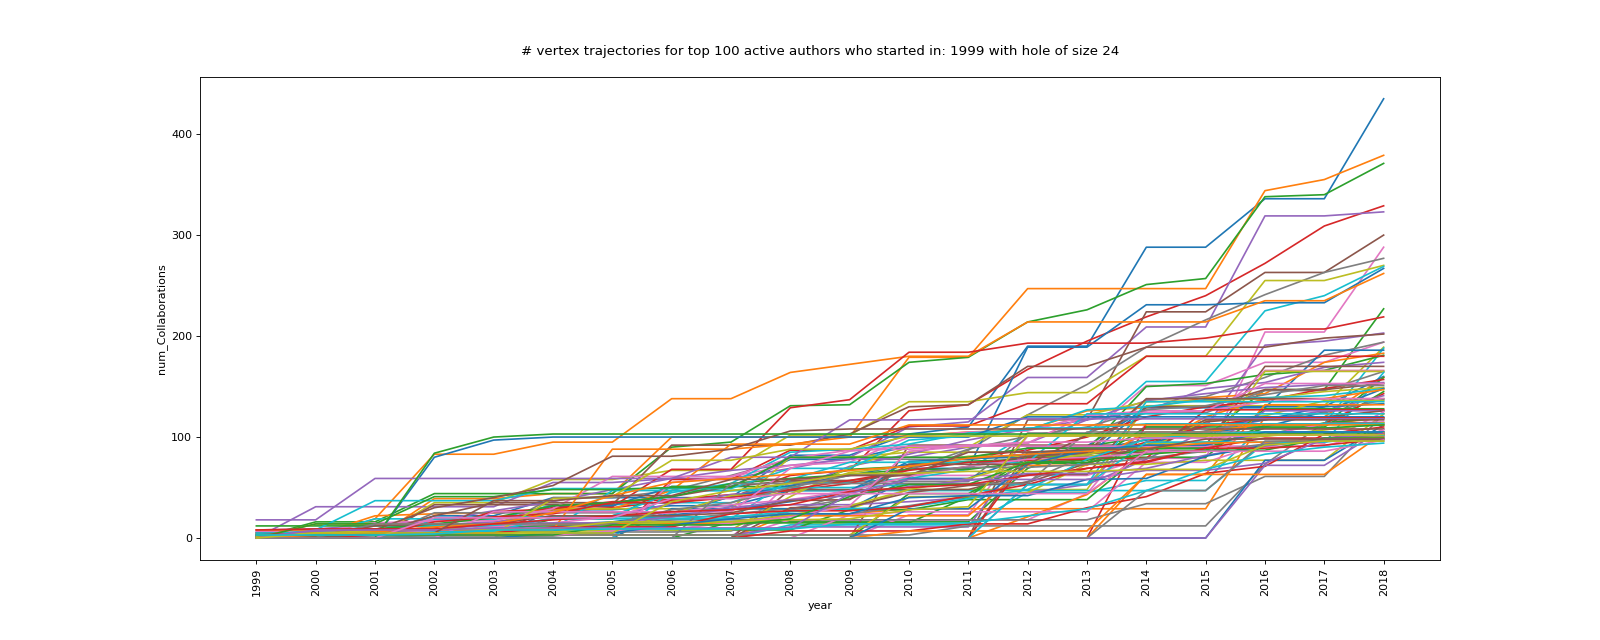 # vertex trajectories for top 100 active authors who started in: 1999 with hole of size 24
num_Collaborations
400
300
200
100
0
1999 2000 2001 2002 2003 2004 2005 2006 2007 2008 2009 2010 2011 2012 2013 2014 2015 2016 2017 2018
year